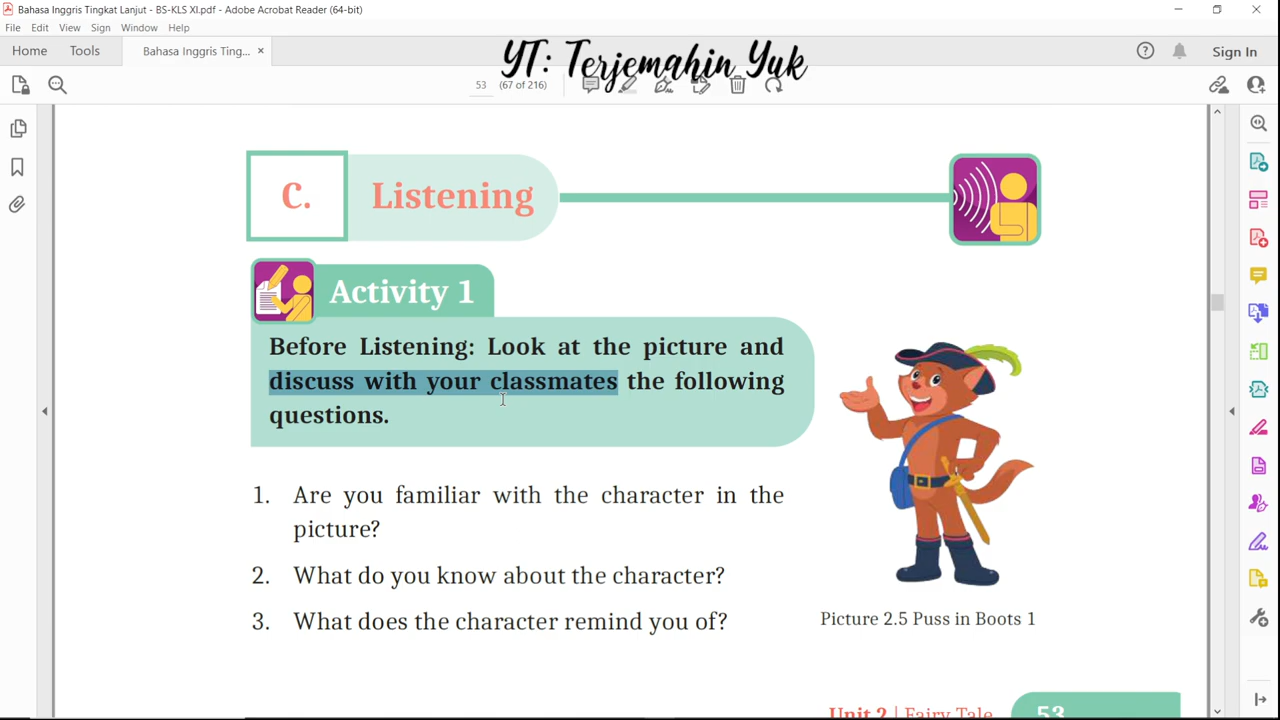 Bahasa Inggris Tingkat Lanjut - BS-KLS XI.pdf - Adobe Acrobat Reader (64-bit)
File Edit View Sign Window Help
Home Tools Bahasa Inggris Ting... × Sign In
YT: Terjemahin Yuk
53 (67 of 216)
C. Listening
Activity 1
Before Listening: Look at the picture and
discuss with your classmates the following
questions.
1. Are you familiar with the character in the
picture?
2. What do you know about the character?
3. What does the character remind you of?
Picture 2.5 Puss in Boots 1
Unit 2 | Fairy Tale 53